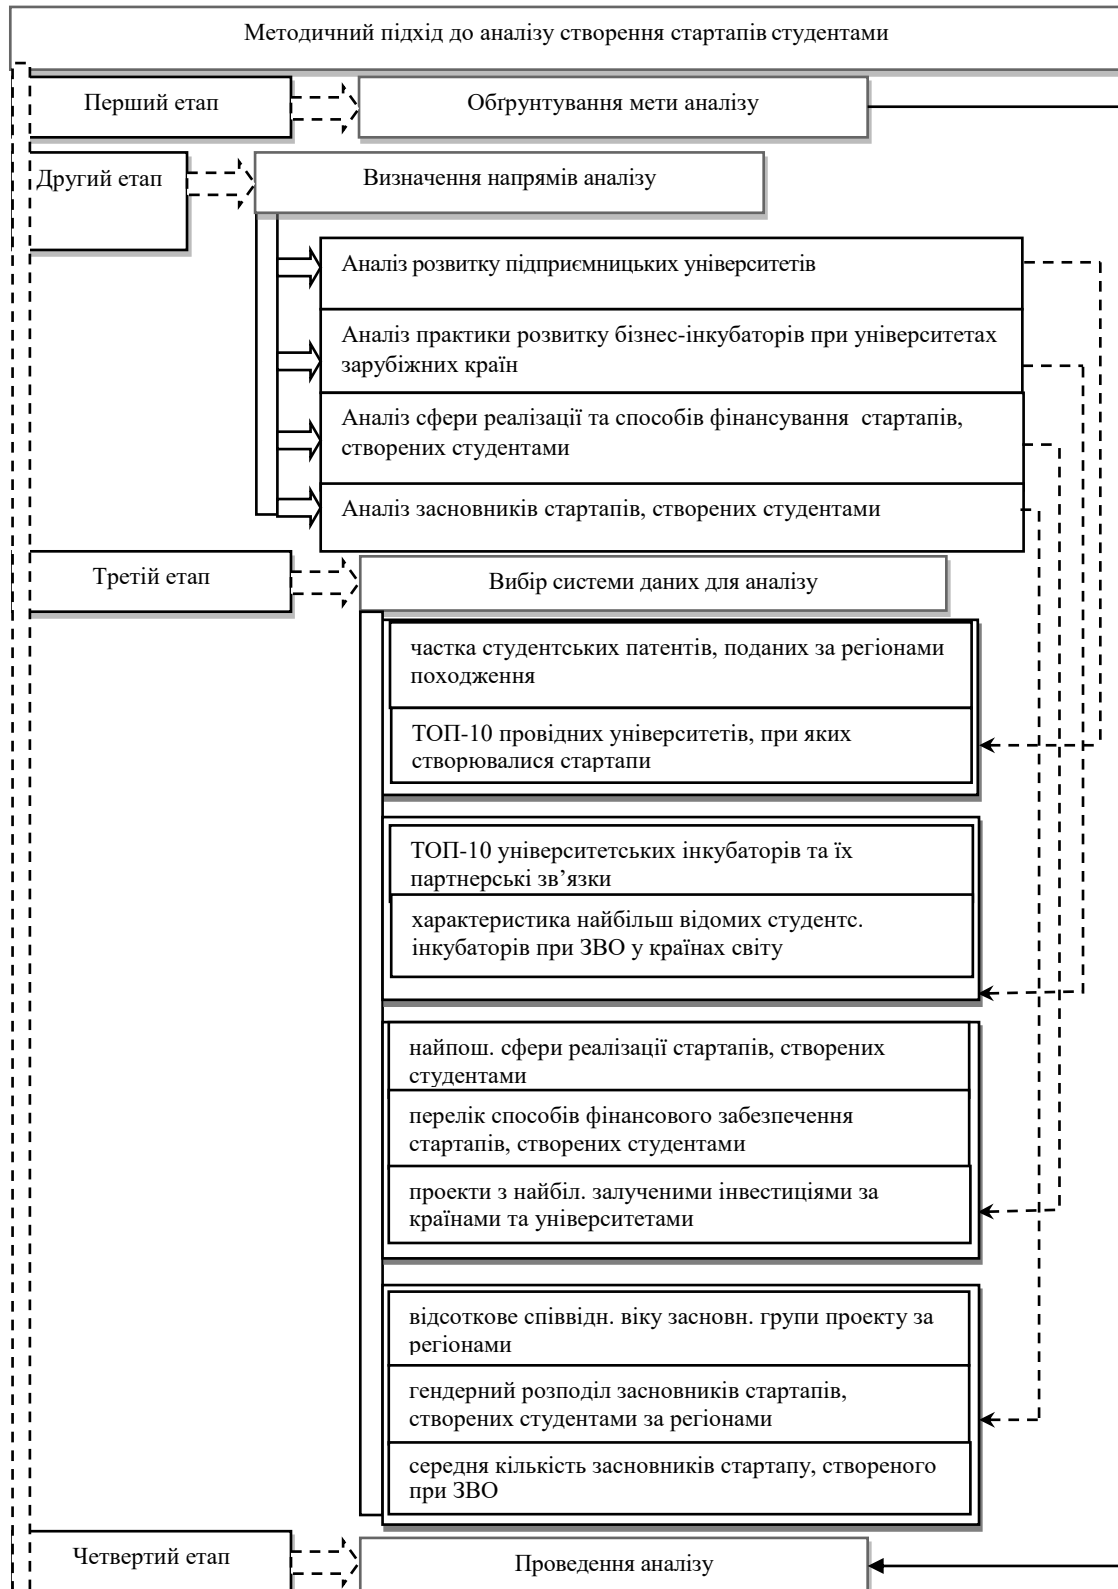 Методичний підхід до аналізу створення стартапів студентами
Перший етап
Обґрунтування мети аналізу
Другий етап
Визначення напрямів аналізу
Аналіз розвитку підприємницьких університетів
Аналіз практики розвитку бізнес-інкубаторів при університетах
зарубіжних країн
Аналіз сфери реалізації та способів фінансування стартапів,
створених студентами
Аналіз засновників стартапів, створених студентами
Третій етап
Вибір системи даних для аналізу
частка студентських патентів, поданих за регіонами
походження
ТОП-10 провідних університетів, при яких
створювалися стартапи
ТОП-10 університетських інкубаторів та їх
партнерські зв’язки
характеристика найбільш відомих студентс.
інкубаторів при ЗВО у країнах світу
найпош. сфери реалізації стартапів, створених
студентами
перелік способів фінансового забезпечення
стартапів, створених студентами
проекти з найбіл. залученими інвестиціями за
країнами та університетами
відсоткове співвідн. віку засновн. групи проекту за
регіонами
гендерний розподіл засновників стартапів,
створених студентами за регіонами
середня кількість засновників стартапу, створеного
при ЗВО
Четвертий етап
Проведення аналізу